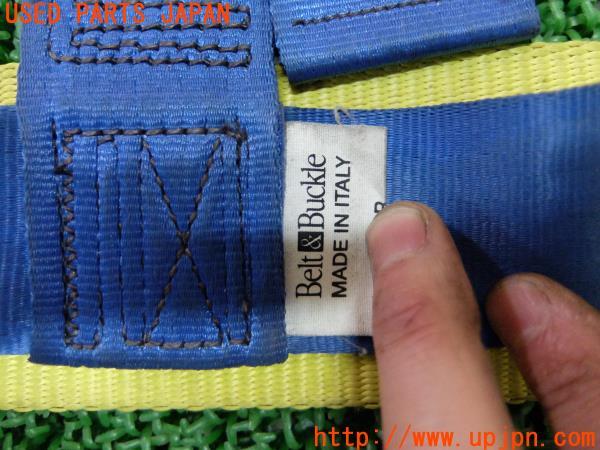 USED PARTS JAPAN
Belt & Buckle
MADE IN ITALY
http://www.upjpn.com